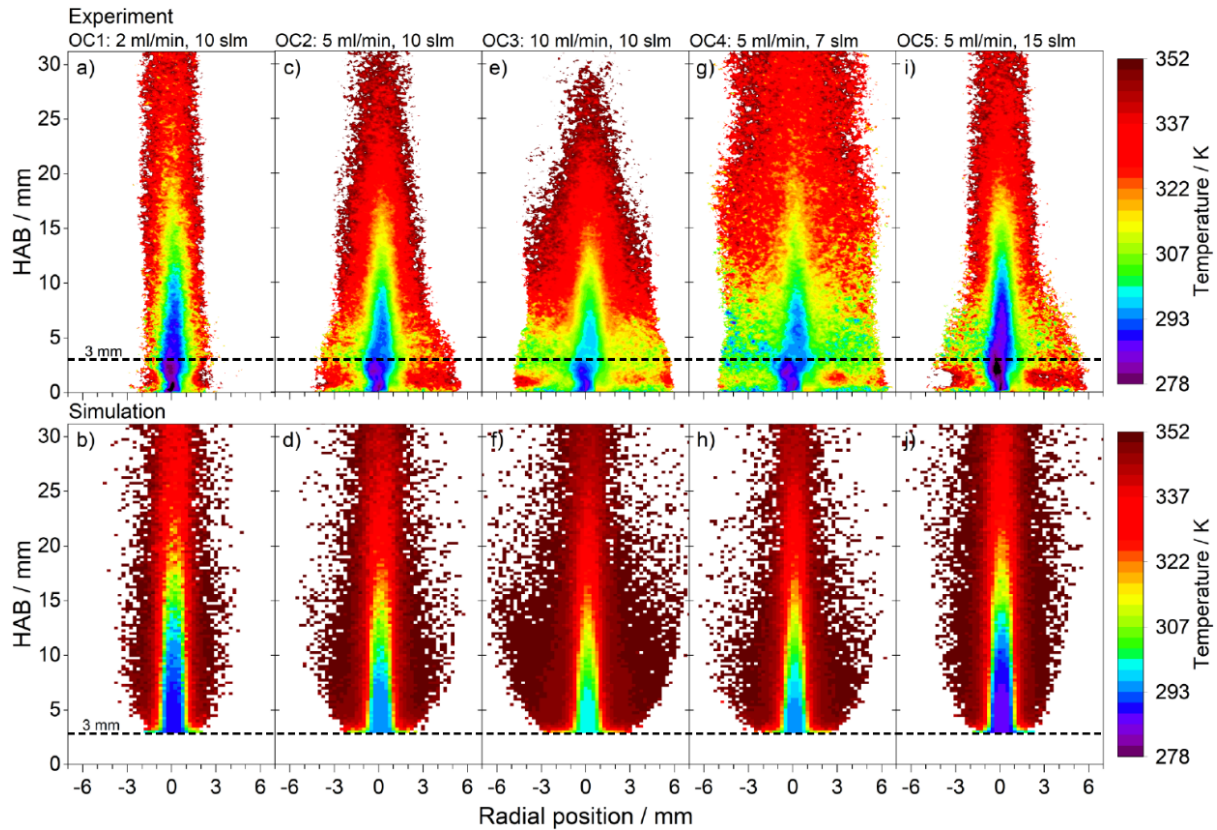 Experiment
OC1: 2 ml/min, 10 slm OC2: 5 ml/min, 10 slm OC3: 10 ml/min, 10 slm OC4: 5 ml/min, 7 slm OC5: 5 ml/min, 15 slm
a) c) e) g) i)
30
25
20
15
10
5
0
HAB / mm
3 mm
352
337
322
307
293
278
Temperature / K
Simulation
b) d) f) h) j)
30
25
20
15
10
5
0
HAB / mm
3 mm
352
337
322
307
293
278
Temperature / K
-6 -3 0 3 6 -6 -3 0 3 6 -6 -3 0 3 6 -6 -3 0 3 6 -6 -3 0 3 6
Radial position / mm